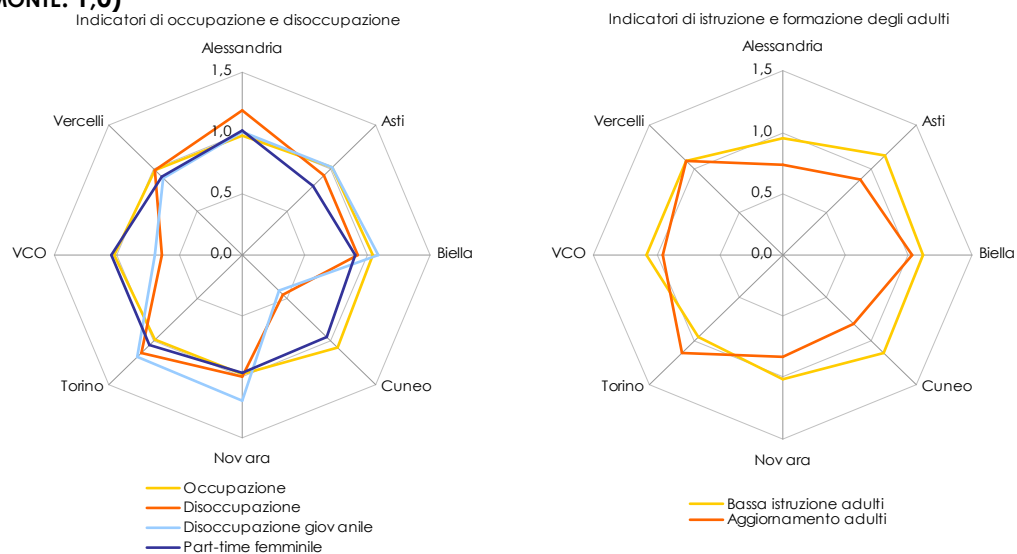 MONTE: 1,0)
Indicatori di occupazione e disoccupazione
Alessandria
1,5
Vercelli
Asti
1,0
0,5
VCO
0,0
Biella
Torino
Cuneo
Novara
Occupazione
Disoccupazione
Disoccupazione giovanile
Part-time femminile
Indicatori di istruzione e formazione degli adulti
Alessandria
1,5
Vercelli
Asti
1,0
0,5
VCO
0,0
Biella
Torino
Cuneo
Novara
Bassa istruzione adulti
Aggiornamento adulti